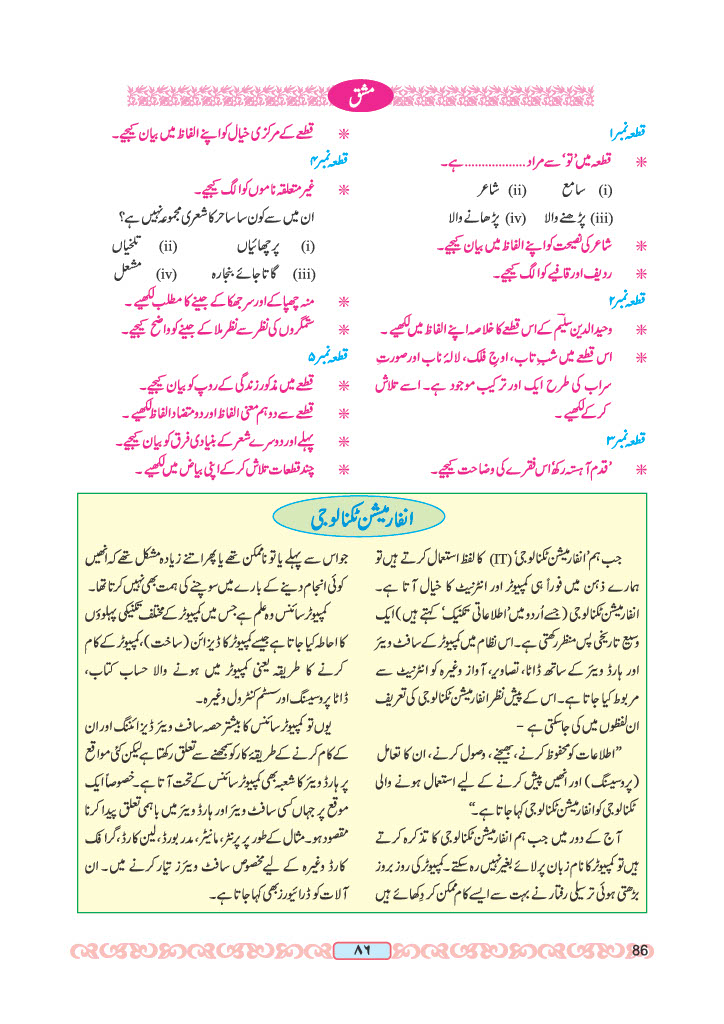 مشق
قطعہ نمبر ۱
* قطعہ میں ’تو‘ سے مراد .................. ہے۔
(i) سامع (ii) شاعر
(iii) پڑھنے والا (iv) پڑھانے والا
* شاعر کی نصیحت کو اپنے الفاظ میں بیان کیجیے۔
* ردیف اور قافیے کو الگ کیجیے۔
قطعہ نمبر ۲
* وحید الدین سلیمؔ کے اس قطعے کا خلاصہ اپنے الفاظ میں لکھیے ۔
* اس قطعے میں شبِ تاب، اوجِ فلک، لالۂ ناب اور صورت
سراب کی طرح ایک اور ترکیب موجود ہے۔ اسے تلاش
کر کے لکھیے ۔
قطعہ نمبر ۳
* ’قدم آہستہ رکھ‘ اس فقرے کی وضاحت کیجیے۔
* قطعے کے مرکزی خیال کو اپنے الفاظ میں بیان کیجیے۔
قطعہ نمبر ۴
* غیر متعلقہ ناموں کو الگ کیجیے۔
ان میں سے کون سا ساحر کا شعری مجموعہ نہیں ہے؟
(i) پرچھائیاں (ii) تلخیاں
(iii) گاتا جائے بنجارہ (iv) مشعل
* منہ چھپا کے اور سر جھکا کے جینے کا مطلب لکھیے ۔
* ستمگروں کی نظر سے نظر ملا کے جینے کو واضح کیجیے۔
قطعہ نمبر ۵
* قطعے میں مذکور زندگی کے روپ کو بیان کیجیے۔
* قطعے سے دو ہم معنی الفاظ اور دو متضاد الفاظ لکھیے ۔
* پہلے اور دوسرے شعر کے بنیادی فرق کو بیان کیجیے۔
* چند قطعات تلاش کر کے اپنی بیاض میں لکھیے ۔
انفارمیشن ٹکنالوجی
جب ہم ’انفارمیشن ٹکنالوجی‘ (IT) کا لفظ استعمال کرتے ہیں تو
ہمارے ذہن میں فوراً ہی کمپیوٹر اور انٹرنیٹ کا خیال آتا ہے۔
انفارمیشن ٹکنالوجی (جسے اُردو میں ’اطلاعاتی تکنیک‘ کہتے ہیں) ایک
وسیع تاریخی پس منظر رکھتی ہے۔ اس نظام میں کمپیوٹر کے سافٹ ویئر
اور ہارڈ ویئر کے ساتھ ڈاٹا، تصاویر، آواز وغیرہ کو انٹرنیٹ سے
مربوط کیا جاتا ہے۔ اس کے پیش نظر انفارمیشن ٹکنالوجی کی تعریف
ان لفظوں میں کی جاسکتی ہے -
”اطلاعات کو محفوظ کرنے، بھیجنے، وصول کرنے، ان کا تعامل
(پروسیسنگ) اور انھیں پیش کرنے کے لیے استعمال ہونے والی
ٹکنالوجی کو انفارمیشن ٹکنالوجی کہا جاتا ہے۔“
آج کے دور میں جب ہم انفارمیشن ٹکنالوجی کا تذکرہ کرتے
ہیں تو کمپیوٹر کا نام زبان پر لائے بغیر نہیں رہ سکتے۔ کمپیوٹر کی روز بروز
بڑھتی ہوئی ترسیلی رفتار نے بہت سے ایسے کام ممکن کر دِکھائے ہیں
جو اس سے پہلے یا تو ناممکن تھے یا پھر اتنے زیادہ مشکل تھے کہ انھیں
کوئی انجام دینے کے بارے میں سوچنے کی ہمت بھی نہیں کرتا تھا۔
کمپیوٹر سائنس وہ علم ہے جس میں کمپیوٹر کے مختلف تکنیکی پہلوؤں
کا احاطہ کیا جاتا ہے جیسے کمپیوٹر کا ڈیزائن (ساخت)، کمپیوٹر کے کام
کرنے کا طریقہ یعنی کمپیوٹر میں ہونے والا حساب کتاب،
ڈاٹا پروسیسنگ اور سسٹم کنٹرول وغیرہ۔
یوں تو کمپیوٹر سائنس کا بیشتر حصہ سافٹ ویئر ڈیزائننگ اور ان
کے کام کرنے کے طریقۂ کار کو سمجھنے سے تعلق رکھتا ہے لیکن کئی مواقع
پر ہارڈ ویئر کا شعبہ بھی کمپیوٹر سائنس کے تحت آتا ہے۔ خصوصاً ایک
موقع پر جہاں کسی سافٹ ویئر اور ہارڈ ویئر میں باہمی تعلق پیدا کرنا
مقصود ہو۔ مثال کے طور پر پرنٹر، مانیٹر، مدر بورڈ، لین کارڈ، گرافک
کارڈ وغیرہ کے لیے مخصوص سافٹ ویئرز تیار کرنے میں۔ ان
آلات کو ڈرائیورز بھی کہا جاتا ہے۔
۸۶
86